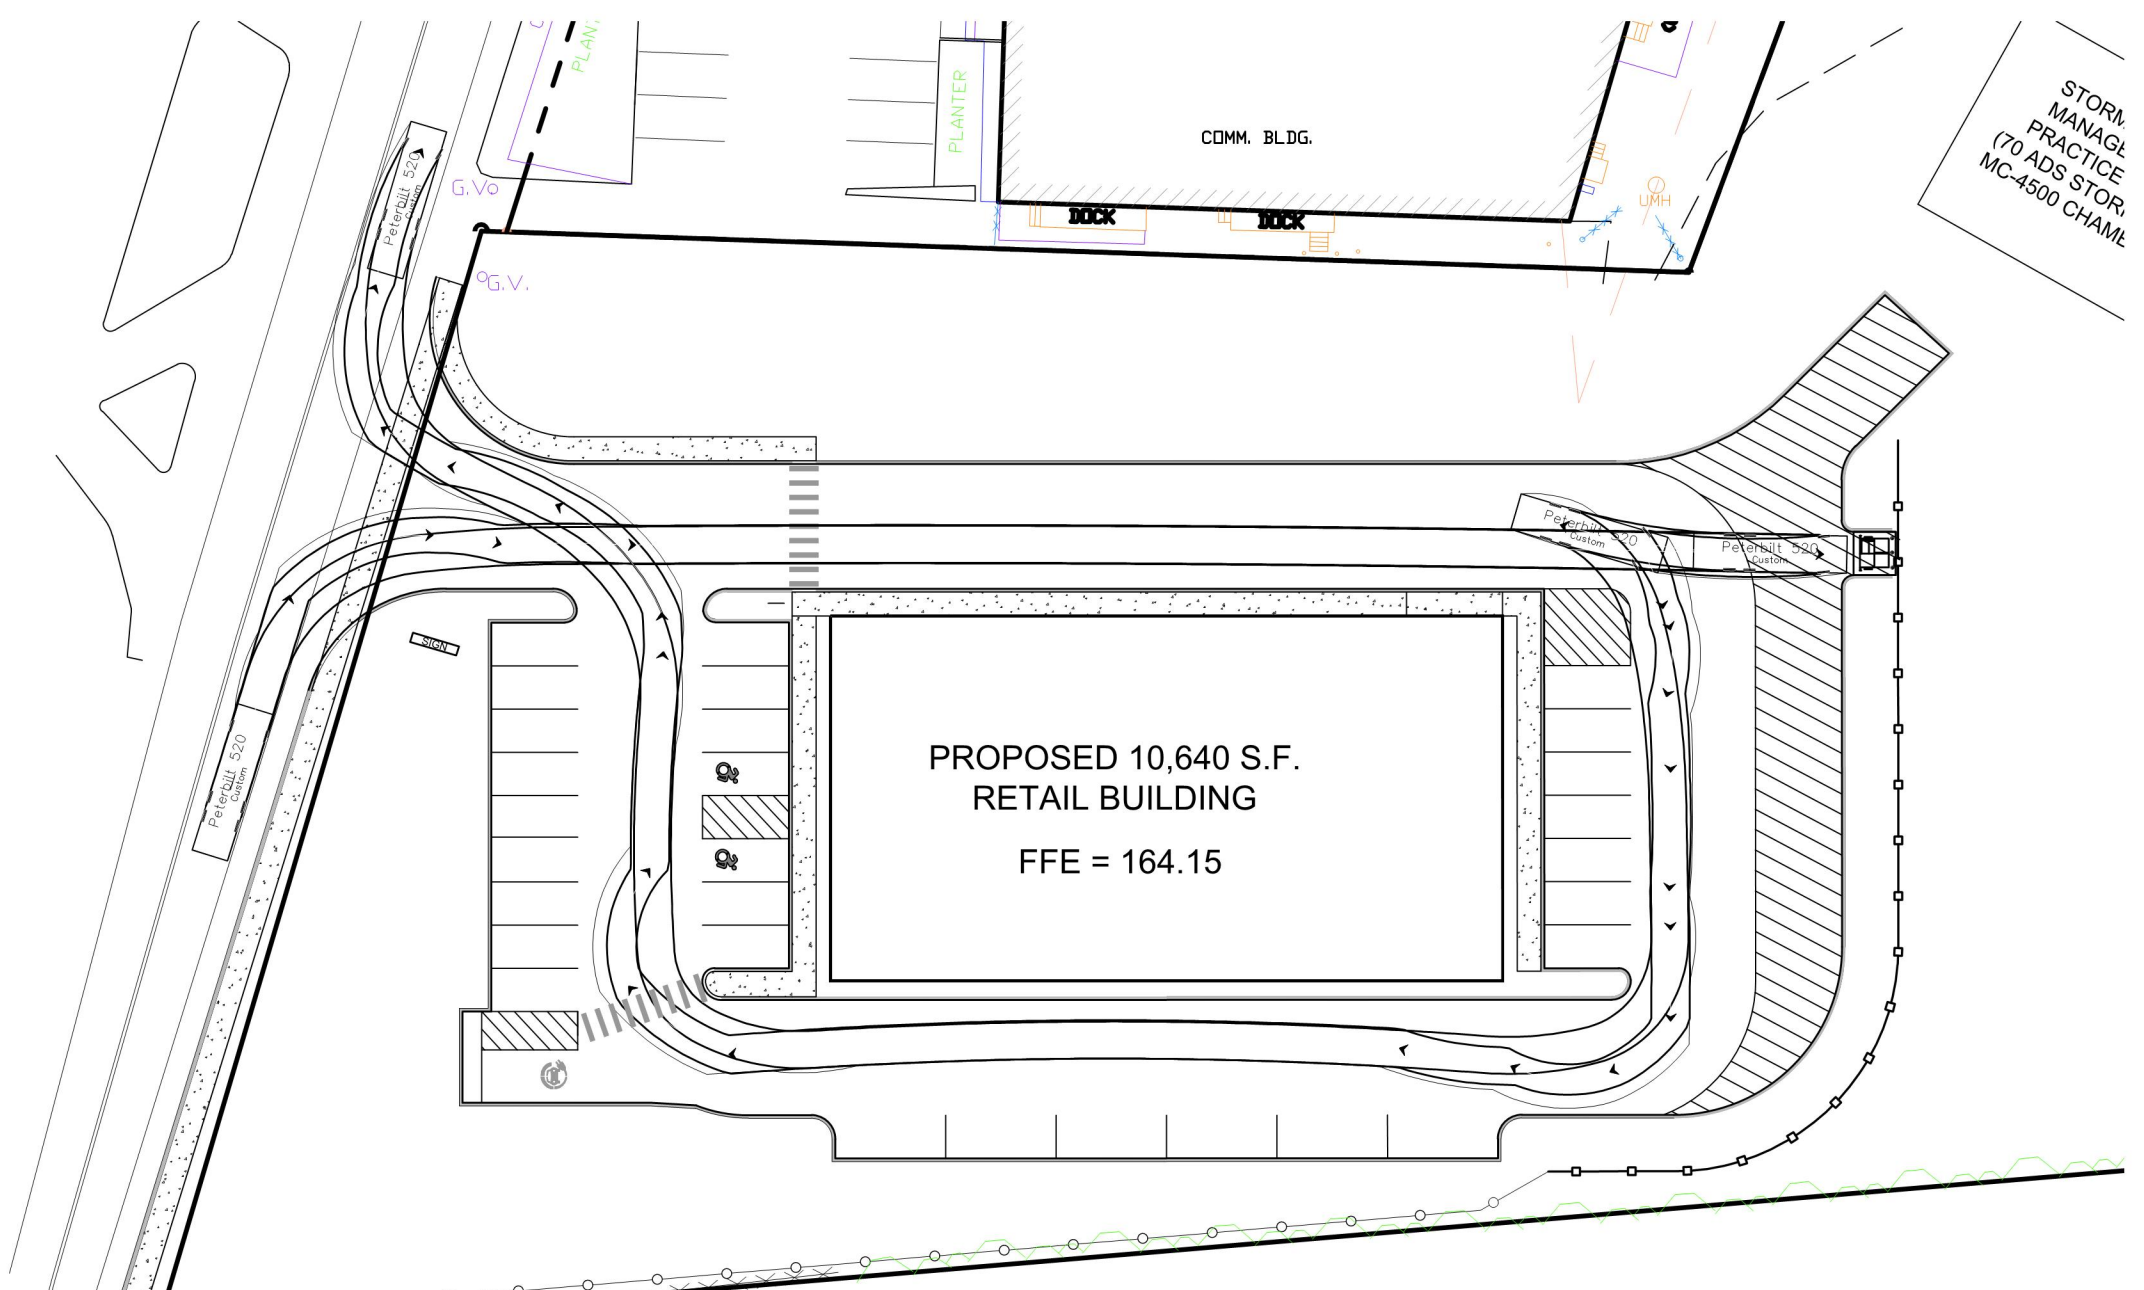 PLANTER
COMM. BLDG.
G.V.
UMH
DOCK
DOCK
G.V.
Peterbilt 520
Custom
STORM
MANAGE
PRACTICE
(70 ADS STOR
MC-4500 CHAM
Peterbilt 520
Custom
Peterbilt 520
Custom
SIGN
Peterbilt 520
Custom
PROPOSED 10,640 S.F.
RETAIL BUILDING
FFE = 164.15